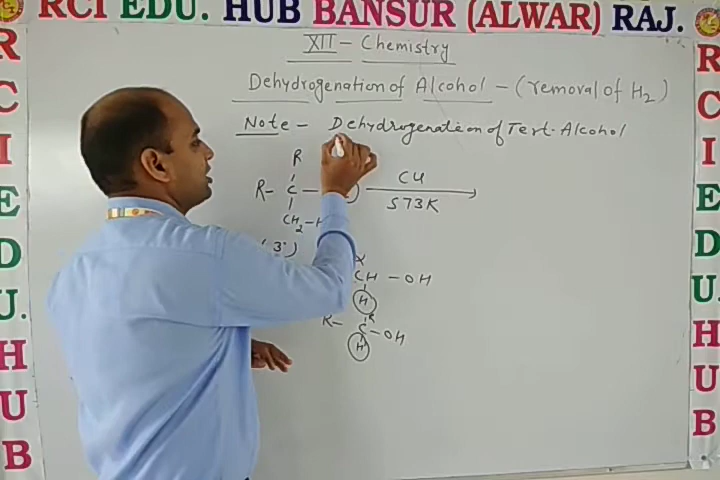 RCI EDU. HUB BANSUR (ALWAR) RAJ.
XII - Chemistry
Dehydrogenation of Alcohol - (removal of H2)
Note - Dehydrogenation of Tert. Alcohol
R
R - C - Cu
CH2 - H 573K
(3°)
CH - OH
H
R
R - C - OH
H
R
C
I
E
D
U.
H
U
B
R
C
I
E
D
U.
H
U
B